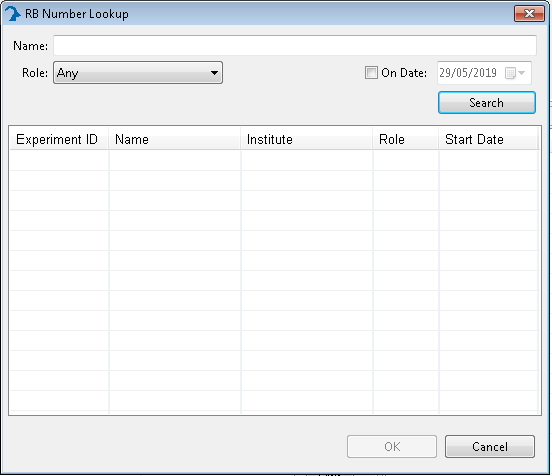 RB Number Lookup
Name:
Role: Any On Date: 29/05/2019
Search
Experiment ID Name Institute Role Start Date
OK Cancel